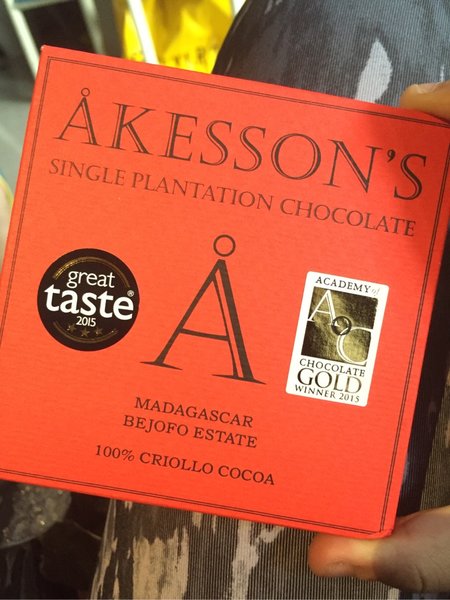 ÅKESSON'S
SINGLE PLANTATION CHOCOLATE
great
taste®
2015
Å
ACADEMY of
A o C
CHOCOLATE
GOLD
WINNER 2015
MADAGASCAR
BEJOFO ESTATE
100% CRIOLLO COCOA